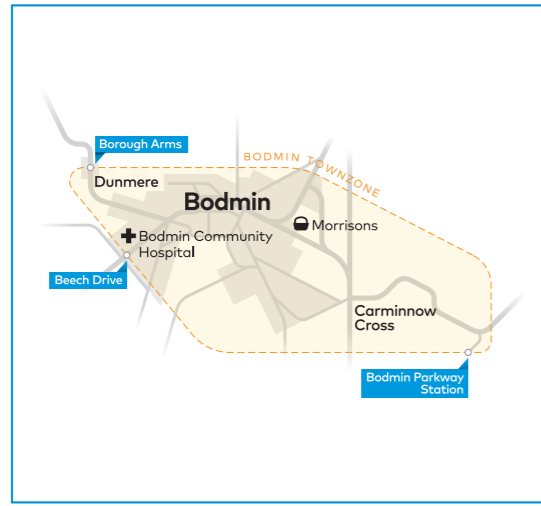 Borough Arms
BODMIN TOWNZONE
Dunmere
Bodmin
Morrisons
Bodmin Community
Hospital
Beech Drive
Carminnow
Cross
Bodmin Parkway
Station